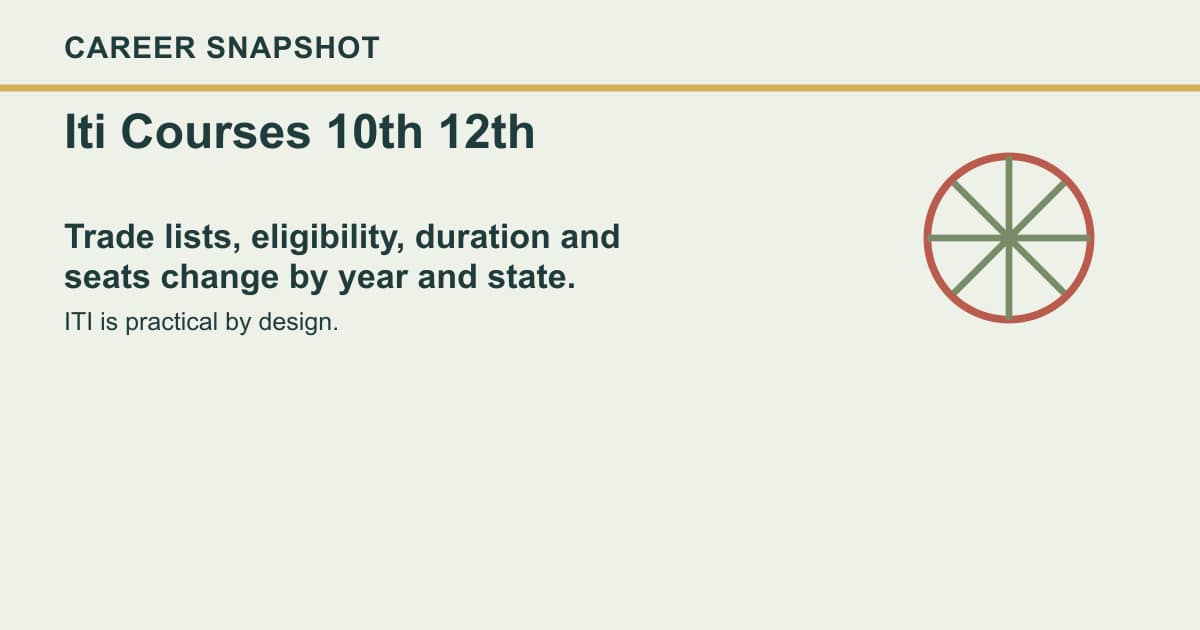 CAREER SNAPSHOT
Iti Courses 10th 12th
Trade lists, eligibility, duration and
seats change by year and state.
ITI is practical by design.